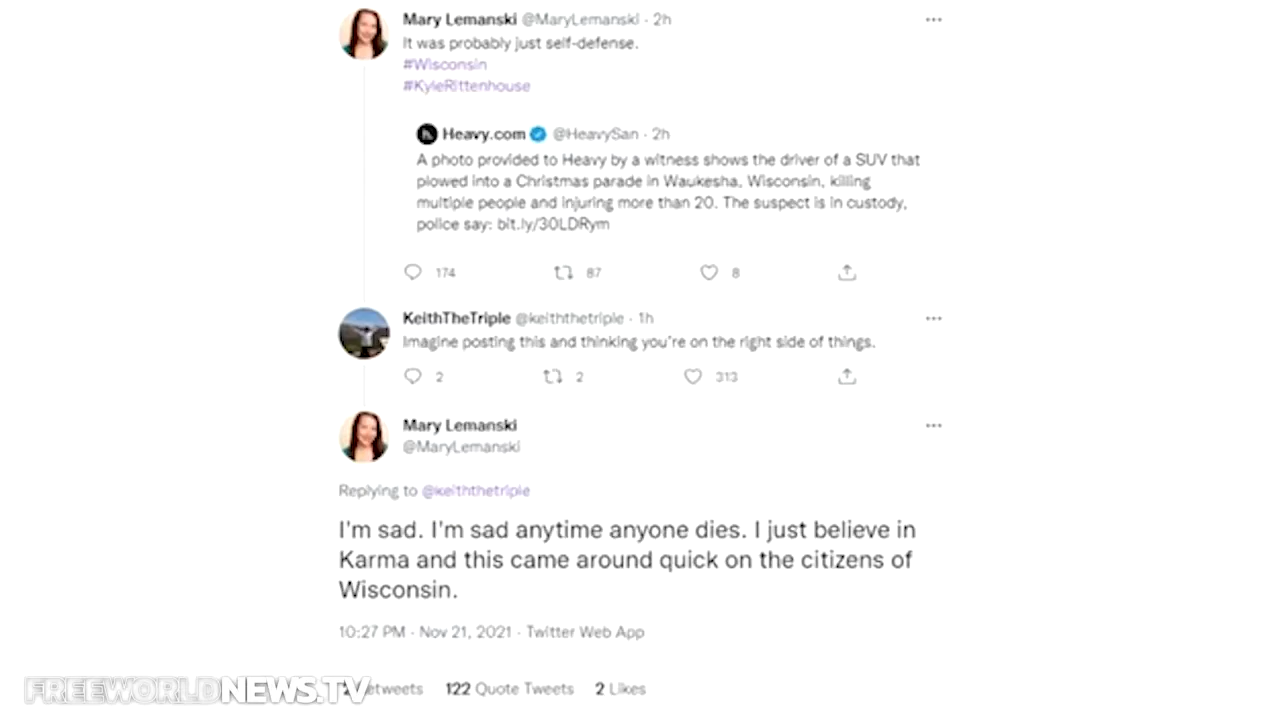 Mary Lemanski @MaryLemanski · 2h
It was probably just self-defense.
#Wisconsin
#KyleRittenhouse
Heavy.com @HeavySan · 2h
A photo provided to Heavy by a witness shows the driver of a SUV that
plowed into a Christmas parade in Waukesha, Wisconsin, killing
multiple people and injuring more than 20. The suspect is in custody,
police say: bit.ly/30LDRym
174 87 8
KeithTheTriple @keiththetriple · 1h
Imagine posting this and thinking you're on the right side of things.
2 2 313
Mary Lemanski
@MaryLemanski
Replying to @keiththetriple
I'm sad. I'm sad anytime anyone dies. I just believe in
Karma and this came around quick on the citizens of
Wisconsin.
10:27 PM · Nov 21, 2021 · Twitter Web App
122 Quote Tweets 2 Likes
FREEWORLDNEWS.TV